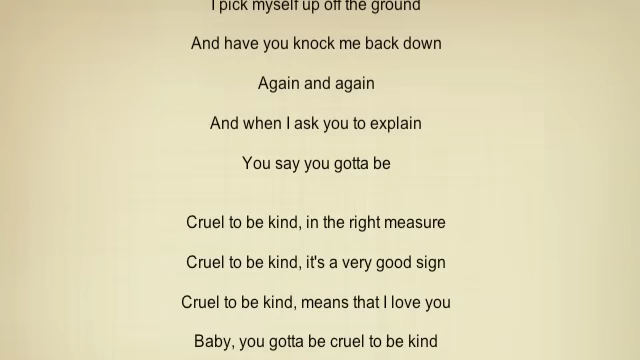 I pick myself up off the ground
And have you knock me back down
Again and again
And when I ask you to explain
You say you gotta be
Cruel to be kind, in the right measure
Cruel to be kind, it's a very good sign
Cruel to be kind, means that I love you
Baby, you gotta be cruel to be kind